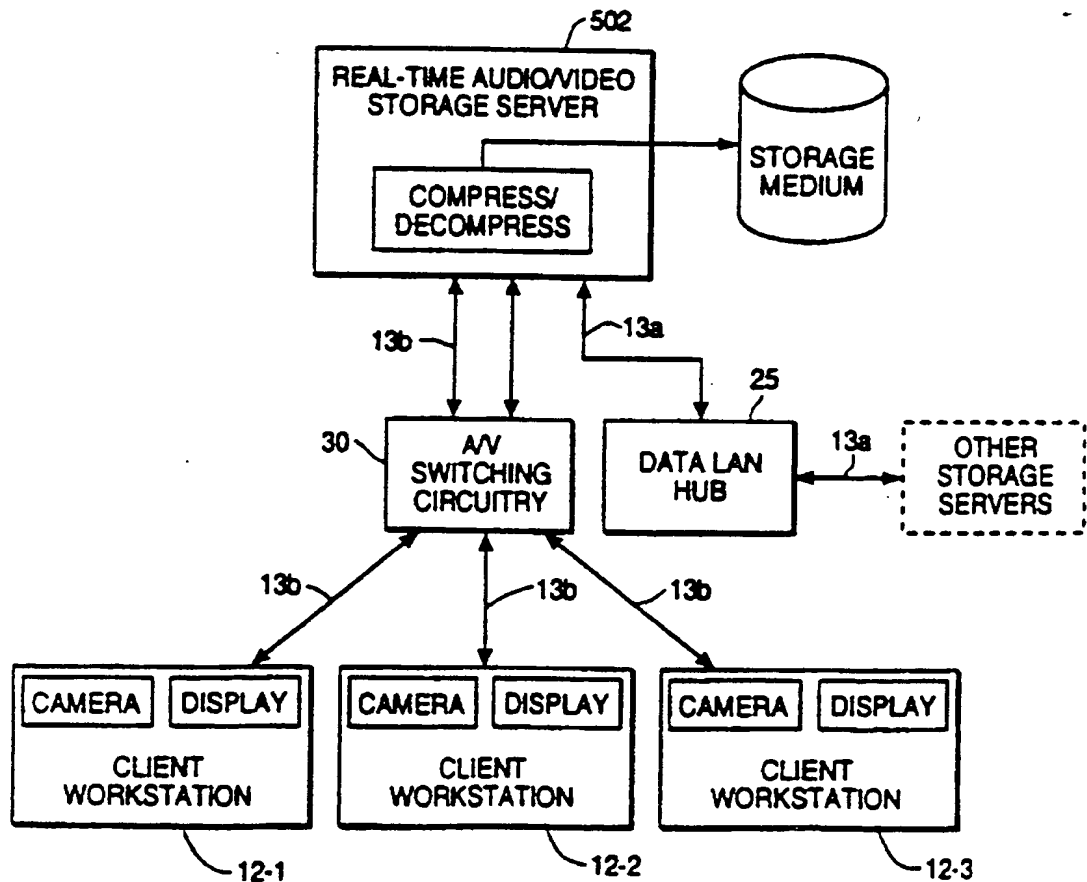 502
REAL-TIME AUDIO/VIDEO
STORAGE SERVER
COMPRESS/
DECOMPRESS
STORAGE
MEDIUM
13b
13a
25
30
A/V
SWITCHING
CIRCUITRY
DATA LAN
HUB
13a
OTHER
STORAGE
SERVERS
13b
13b
13b
CAMERA
DISPLAY
CLIENT
WORKSTATION
CAMERA
DISPLAY
CLIENT
WORKSTATION
CAMERA
DISPLAY
CLIENT
WORKSTATION
12-1
12-2
12-3